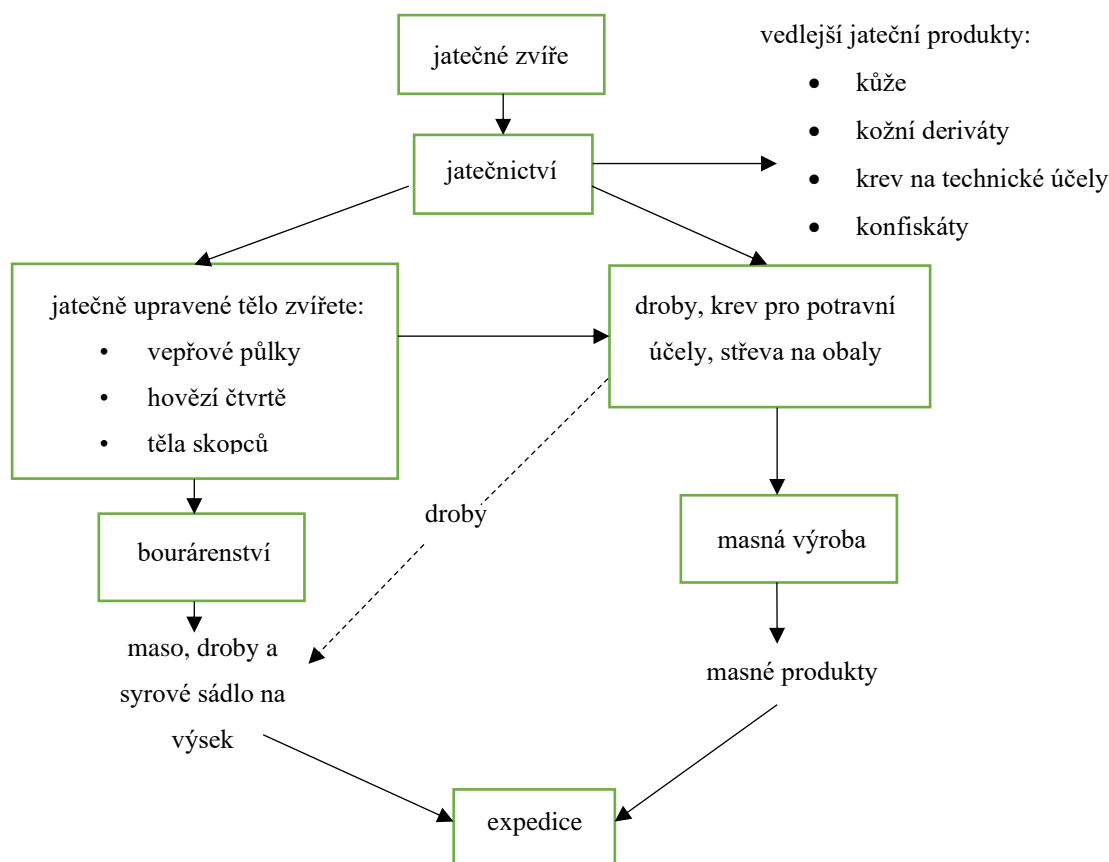 jatečné zvíře
vedlejší jateční produkty:
• kůže
• kožní deriváty
• krev na technické účely
• konfiskáty
jatečnictví
jatečně upravené tělo zvířete:
• vepřové půlky
• hovězí čtvrtě
• těla skopců
droby, krev pro potravní
účely, střeva na obaly
droby
bourárenství
masná výroba
maso, droby a
syrové sádlo na
výsek
masné produkty
expedice